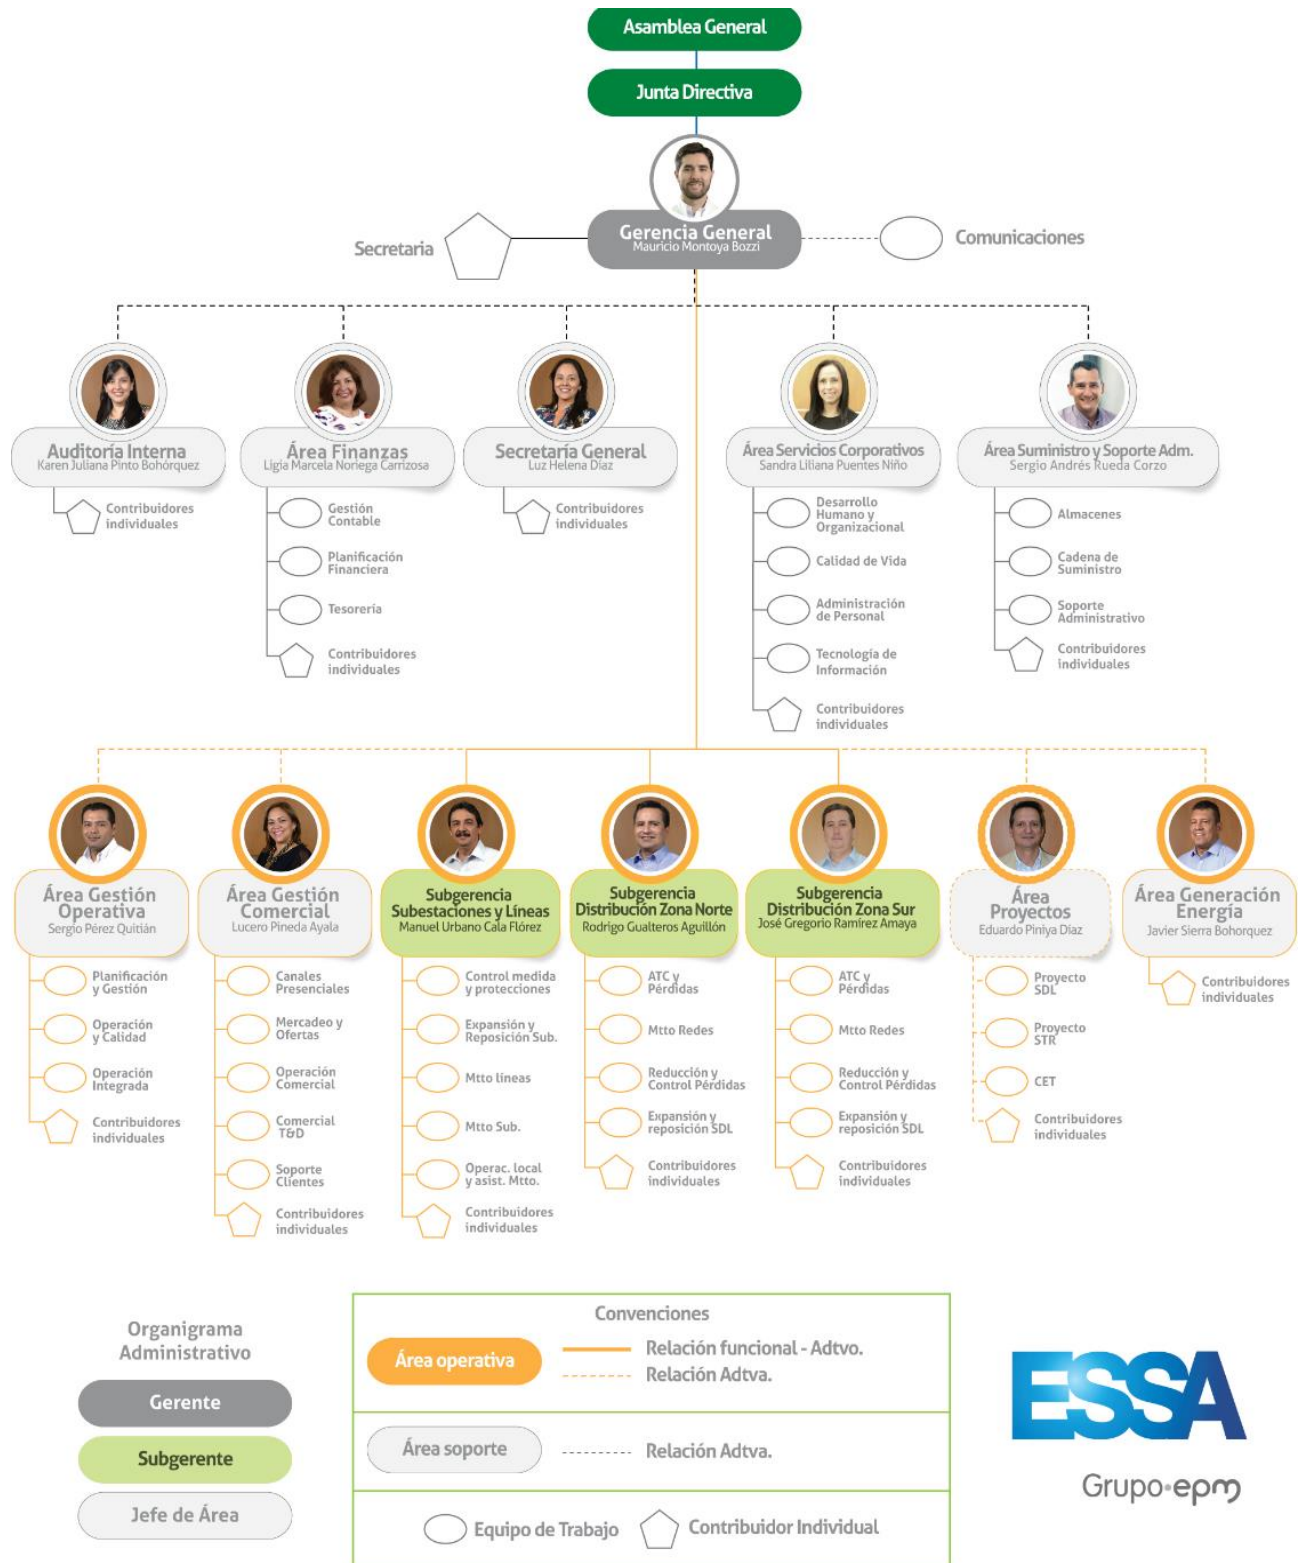 Asamblea General
Junta Directiva
Gerencia General
Mauricio Montoya Bozzi
Secretaria
Comunicaciones
Auditoría Interna
Karen Juliana Pinto Bohórquez
Contribuidores
individuales
Área Finanzas
Ligia Marcela Noriega Carrizosa
Gestión
Contable
Planificación
Financiera
Tesorería
Contribuidores
individuales
Secretaría General
Luz Helena Díaz
Contribuidores
individuales
Área Servicios Corporativos
Sandra Liliana Puentes Niño
Desarrollo
Humano y
Organizacional
Calidad de Vida
Administración
de Personal
Tecnología de
Información
Contribuidores
individuales
Área Suministro y Soporte Adm.
Sergio Andrés Rueda Corzo
Almacenes
Cadena de
Suministro
Soporte
Administrativo
Contribuidores
individuales
Área Gestión
Operativa
Sergio Pérez Quitián
Planificación
y Gestión
Operación
y Calidad
Operación
Integrada
Contribuidores
individuales
Área Gestión
Comercial
Lucero Pineda Ayala
Canales
Presenciales
Mercadeo y
Ofertas
Operación
Comercial
Comercial
T&D
Soporte
Clientes
Contribuidores
individuales
Subgerencia
Subestaciones y Líneas
Manuel Urbano Cala Flórez
Control medida
y protecciones
Expansión y
Reposición Sub.
Mtto líneas
Mtto Sub.
Operac. local
y asist. Mtto.
Contribuidores
individuales
Subgerencia
Distribución Zona Norte
Rodrigo Gualteros Aguillón
ATC y
Pérdidas
Mtto Redes
Reducción y
Control Pérdidas
Expansión y
reposición SDL
Contribuidores
individuales
Subgerencia
Distribución Zona Sur
José Gregorio Ramírez Amaya
ATC y
Pérdidas
Mtto Redes
Reducción y
Control Pérdidas
Expansión y
reposición SDL
Contribuidores
individuales
Área
Proyectos
Eduardo Piniya Díaz
Proyecto
SDL
Proyecto
STR
CET
Contribuidores
individuales
Área Generación
Energía
Javier Sierra Bohorquez
Contribuidores
individuales
Organigrama
Administrativo
Gerente
Subgerente
Jefe de Área
Convenciones
Área operativa
Relación funcional - Adtvo.
Relación Adtva.
Área soporte
Relación Adtva.
Equipo de Trabajo
Contribuidor Individual
ESSA
Grupo·epm